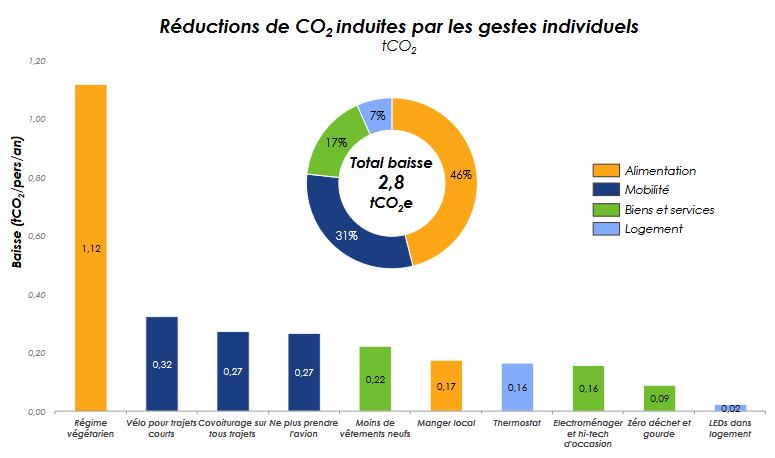 Réductions de CO2 induites par les gestes individuels
tCO2
Baisse (tCO2/pers/an)
1,20
1,00
0,80
0,60
0,40
0,20
0,00
1,12
0,32
0,27
0,27
0,22
0,17
0,16
0,16
0,09
0,02
7%
17%
46%
31%
Total baisse
2,8
tCO2e
Alimentation
Mobilité
Biens et services
Logement
Régime
végétarien
Vélo pour trajets
courts
Covoiturage sur
tous trajets
Ne plus prendre
l'avion
Moins de
vêtements neufs
Manger local
Thermostat
Electroménager
et hi-tech
d'occasion
Zéro déchet et
gourde
LEDs dans
logement